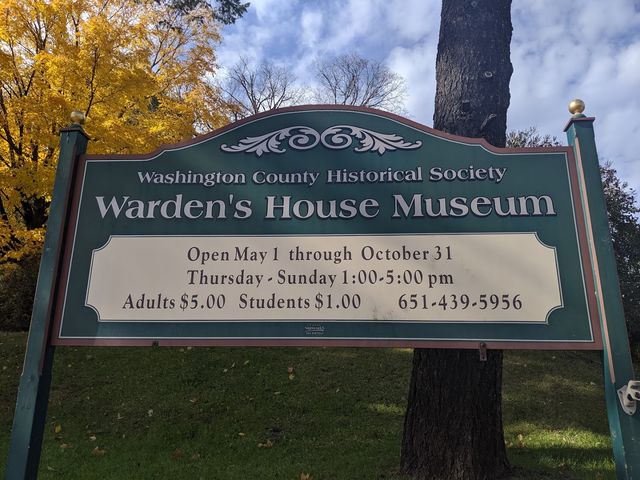 Washington County Historical Society
Warden's House Museum
Open May 1 through October 31
Thursday - Sunday 1:00-5:00 pm
Adults $5.00 Students $1.00 651-439-5956